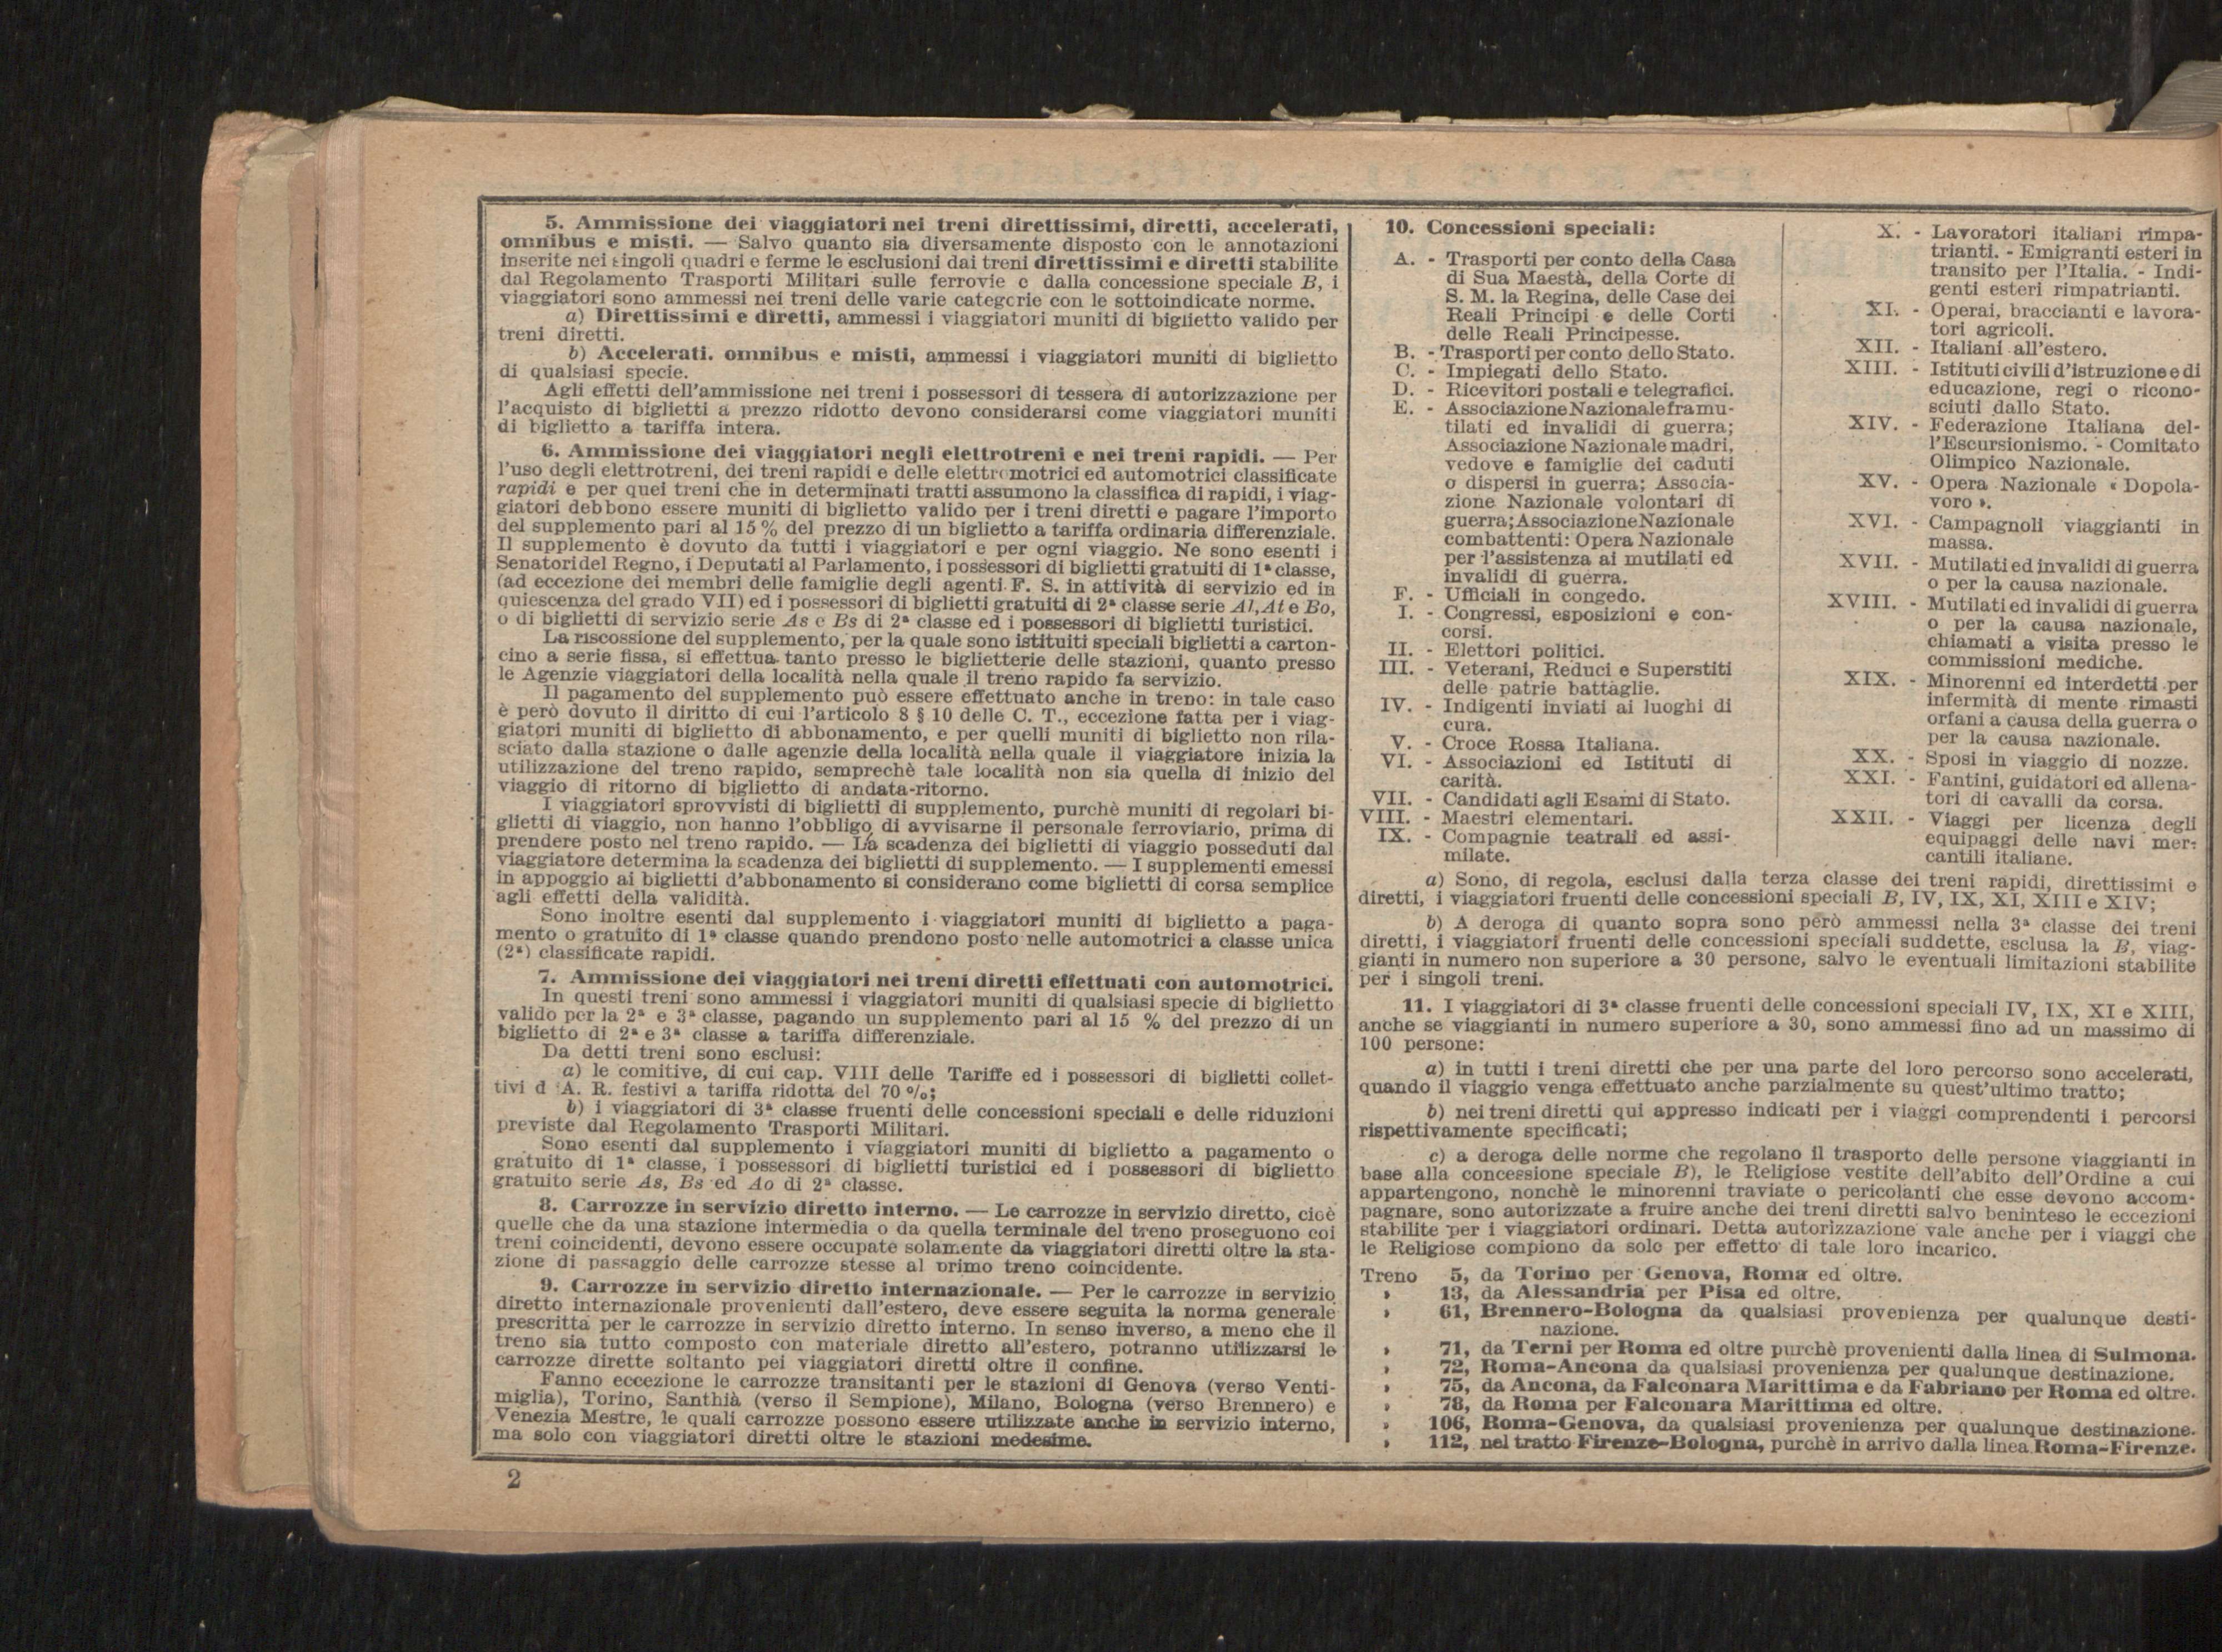 5. Ammissione dei viaggiatori nei treni direttissimi, diretti, accelerati,
omnibus e misti. — Salvo quanto sia diversamente disposto con le annotazioni
inserite nei singoli quadri e ferme le esclusioni dai treni direttissimi e diretti stabilite
dal Regolamento Trasporti Militari sulle ferrovie e dalla concessione speciale B, i
viaggiatori sono ammessi nei treni delle varie categorie con le sottoindicate norme.
a) Direttissimi e diretti, ammessi i viaggiatori muniti di biglietto valido per
treni diretti.
b) Accelerati, omnibus e misti, ammessi i viaggiatori muniti di biglietto
di qualsiasi specie.
Agli effetti dell'ammissione nei treni i possessori di tessera di autorizzazione per
l'acquisto di biglietti a prezzo ridotto devono considerarsi come viaggiatori muniti
di biglietto a tariffa intera.
6. Ammissione dei viaggiatori negli elettrotreni e nei treni rapidi. — Per
l'uso degli elettrotreni, dei treni rapidi e delle elettromotrici ed automotrici classificate
rapidi e per quei treni che in determinati tratti assumono la classifica di rapidi, i viag-
giatori debbono essere muniti di biglietto valido per i treni diretti e pagare l'importo
del supplemento pari al 15 % del prezzo di un biglietto a tariffa ordinaria differenziale.
Il supplemento è dovuto da tutti i viaggiatori e per ogni viaggio. Ne sono esenti i
Senatori del Regno, i Deputati al Parlamento, i possessori di biglietti gratuiti di 1ª classe,
(ad eccezione dei membri delle famiglie degli agenti F. S. in attività di servizio ed in
quiescenza del grado VII) ed i possessori di biglietti gratuiti di 2ª classe serie Al, At e Bo,
o di biglietti di servizio serie As e Bs di 2ª classe ed i possessori di biglietti turistici.
La riscossione del supplemento, per la quale sono istituiti speciali biglietti a carton-
cino a serie fissa, si effettua tanto presso le biglietterie delle stazioni, quanto presso
le Agenzie viaggiatori della località nella quale il treno rapido fa servizio.
Il pagamento del supplemento può essere effettuato anche in treno: in tale caso
è però dovuto il diritto di cui l'articolo 8 § 10 delle C. T., eccezione fatta per i viag-
giatori muniti di biglietto di abbonamento, e per quelli muniti di biglietto non rila-
sciato dalla stazione o dalle agenzie della località nella quale il viaggiatore inizia la
utilizzazione del treno rapido, semprechè tale località non sia quella di inizio del
viaggio di ritorno di biglietto di andata-ritorno.
I viaggiatori sprovvisti di biglietti di supplemento, purchè muniti di regolari bi-
glietti di viaggio, non hanno l'obbligo di avvisarne il personale ferroviario, prima di
prendere posto nel treno rapido. — La scadenza dei biglietti di viaggio posseduti dal
viaggiatore determina la scadenza dei biglietti di supplemento. — I supplementi emessi
in appoggio ai biglietti d'abbonamento si considerano come biglietti di corsa semplice
agli effetti della validità.
Sono inoltre esenti dal supplemento i viaggiatori muniti di biglietto a paga-
mento o gratuito di 1ª classe quando prendono posto nelle automotrici a classe unica
(2ª) classificate rapidi.
7. Ammissione dei viaggiatori nei treni diretti effettuati con automotrici.
In questi treni sono ammessi i viaggiatori muniti di qualsiasi specie di biglietto
valido per la 2ª e 3ª classe, pagando un supplemento pari al 15 % del prezzo di un
biglietto di 2ª e 3ª classe a tariffa differenziale.
Da detti treni sono esclusi:
a) le comitive, di cui cap. VIII delle Tariffe ed i possessori di biglietti collet-
tivi d A. R. festivi a tariffa ridotta del 70 %;
b) i viaggiatori di 3ª classe fruenti delle concessioni speciali e delle riduzioni
previste dal Regolamento Trasporti Militari.
Sono esenti dal supplemento i viaggiatori muniti di biglietto a pagamento o
gratuito di 1ª classe, i possessori di biglietti turistici ed i possessori di biglietto
gratuito serie As, Bs ed Ao di 2ª classe.
8. Carrozze in servizio diretto interno. — Le carrozze in servizio diretto, cioè
quelle che da una stazione intermedia o da quella terminale del treno proseguono coi
treni coincidenti, devono essere occupate solamente da viaggiatori diretti oltre la sta-
zione di passaggio delle carrozze stesse al primo treno coincidente.
9. Carrozze in servizio diretto internazionale. — Per le carrozze in servizio
diretto internazionale provenienti dall'estero, deve essere seguita la norma generale
prescritta per le carrozze in servizio diretto interno. In senso inverso, a meno che il
treno sia tutto composto con materiale diretto all'estero, potranno utilizzarsi le
carrozze dirette soltanto pei viaggiatori diretti oltre il confine.
Fanno eccezione le carrozze transitanti per le stazioni di Genova (verso Venti-
miglia), Torino, Santhià (verso il Sempione), Milano, Bologna (verso Brennero) e
Venezia Mestre, le quali carrozze possono essere utilizzate anche in servizio interno,
ma solo con viaggiatori diretti oltre le stazioni medesime.
2
10. Concessioni speciali:
A. - Trasporti per conto della Casa
di Sua Maestà, della Corte di
S. M. la Regina, delle Case dei
Reali Principi e delle Corti
delle Reali Principesse.
B. - Trasporti per conto dello Stato.
C. - Impiegati dello Stato.
D. - Ricevitori postali e telegrafici.
E. - Associazione Nazionale fra mu-
tilati ed invalidi di guerra;
Associazione Nazionale madri,
vedove e famiglie dei caduti
o dispersi in guerra; Associa-
zione Nazionale volontari di
guerra; Associazione Nazionale
combattenti: Opera Nazionale
per l'assistenza ai mutilati ed
invalidi di guerra.
F. - Ufficiali in congedo.
I. - Congressi, esposizioni e con-
corsi.
II. - Elettori politici.
III. - Veterani, Reduci e Superstiti
delle patrie battaglie.
IV. - Indigenti inviati ai luoghi di
cura.
V. - Croce Rossa Italiana.
VI. - Associazioni ed Istituti di
carità.
VII. - Candidati agli Esami di Stato.
VIII. - Maestri elementari.
IX. - Compagnie teatrali ed assi-
milate.
X. - Lavoratori italiani rimpa-
trianti. - Emigranti esteri in
transito per l'Italia. - Indi-
genti esteri rimpatrianti.
XI. - Operai, braccianti e lavora-
tori agricoli.
XII. - Italiani all'estero.
XIII. - Istituti civili d'istruzione e di
educazione, regi o ricono-
sciuti dallo Stato.
XIV. - Federazione Italiana del-
l'Escursionismo. - Comitato
Olimpico Nazionale.
XV. - Opera Nazionale « Dopola-
voro ».
XVI. - Campagnoli viaggianti in
massa.
XVII. - Mutilati ed invalidi di guerra
o per la causa nazionale.
XVIII. - Mutilati ed invalidi di guerra
o per la causa nazionale,
chiamati a visita presso le
commissioni mediche.
XIX. - Minorenni ed interdetti per
infermità di mente rimasti
orfani a causa della guerra o
per la causa nazionale.
XX. - Sposi in viaggio di nozze.
XXI. - Fantini, guidatori ed allena-
tori di cavalli da corsa.
XXII. - Viaggi per licenza degli
equipaggi delle navi mer-
cantili italiane.
a) Sono, di regola, esclusi dalla terza classe dei treni rapidi, direttissimi e
diretti, i viaggiatori fruenti delle concessioni speciali B, IV, IX, XI, XIII e XIV;
b) A deroga di quanto sopra sono però ammessi nella 3ª classe dei treni
diretti, i viaggiatori fruenti delle concessioni speciali suddette, esclusa la B, viag-
gianti in numero non superiore a 30 persone, salvo le eventuali limitazioni stabilite
per i singoli treni.
11. I viaggiatori di 3ª classe fruenti delle concessioni speciali IV, IX, XI e XIII,
anche se viaggianti in numero superiore a 30, sono ammessi fino ad un massimo di
100 persone:
a) in tutti i treni diretti che per una parte del loro percorso sono accelerati,
quando il viaggio venga effettuato anche parzialmente su quest'ultimo tratto;
b) nei treni diretti qui appresso indicati per i viaggi comprendenti i percorsi
rispettivamente specificati;
c) a deroga delle norme che regolano il trasporto delle persone viaggianti in
base alla concessione speciale B), le Religiose vestite dell'abito dell'Ordine a cui
appartengono, nonchè le minorenni traviate o pericolanti che esse devono accom-
pagnare, sono autorizzate a fruire anche dei treni diretti salvo beninteso le eccezioni
stabilite per i viaggiatori ordinari. Detta autorizzazione vale anche per i viaggi che
le Religiose compiono da sole per effetto di tale loro incarico.
Treno 5, da Torino per Genova, Roma ed oltre.
» 13, da Alessandria per Pisa ed oltre.
» 61, Brennero-Bologna da qualsiasi provenienza per qualunque desti-
nazione.
» 71, da Terni per Roma ed oltre purchè provenienti dalla linea di Sulmona.
» 72, Roma-Ancona da qualsiasi provenienza per qualunque destinazione.
» 75, da Ancona, da Falconara Marittima e da Fabriano per Roma ed oltre.
» 78, da Roma per Falconara Marittima ed oltre.
» 106, Roma-Genova, da qualsiasi provenienza per qualunque destinazione.
» 112, nel tratto Firenze-Bologna, purchè in arrivo dalla linea Roma-Firenze.